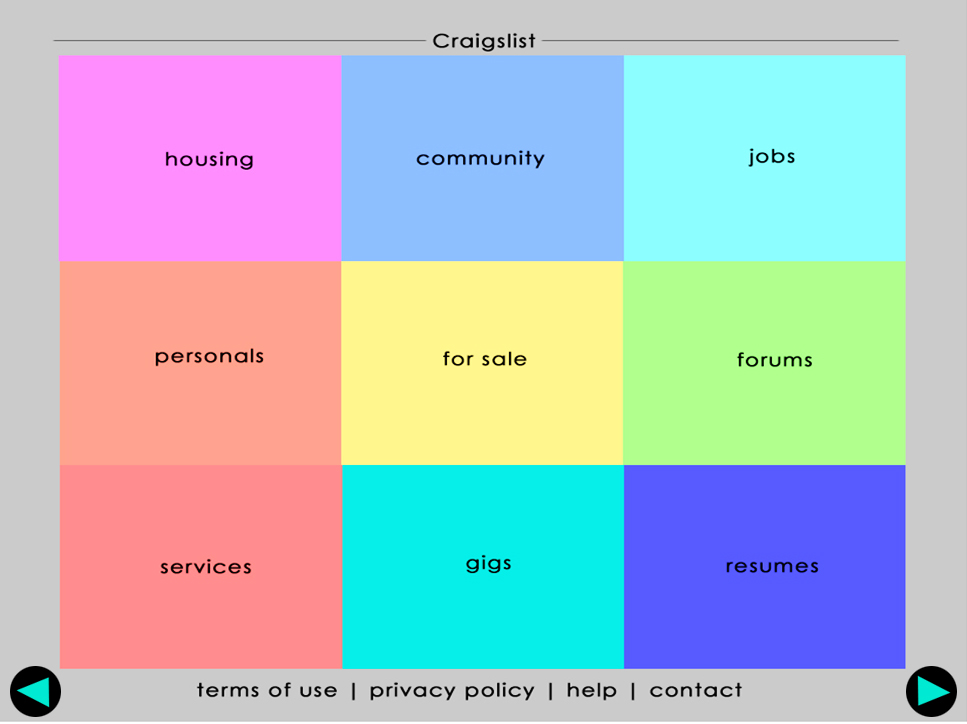 Craigslist
housing
community
jobs
personals
for sale
forums
services
gigs
resumes
terms of use | privacy policy | help | contact